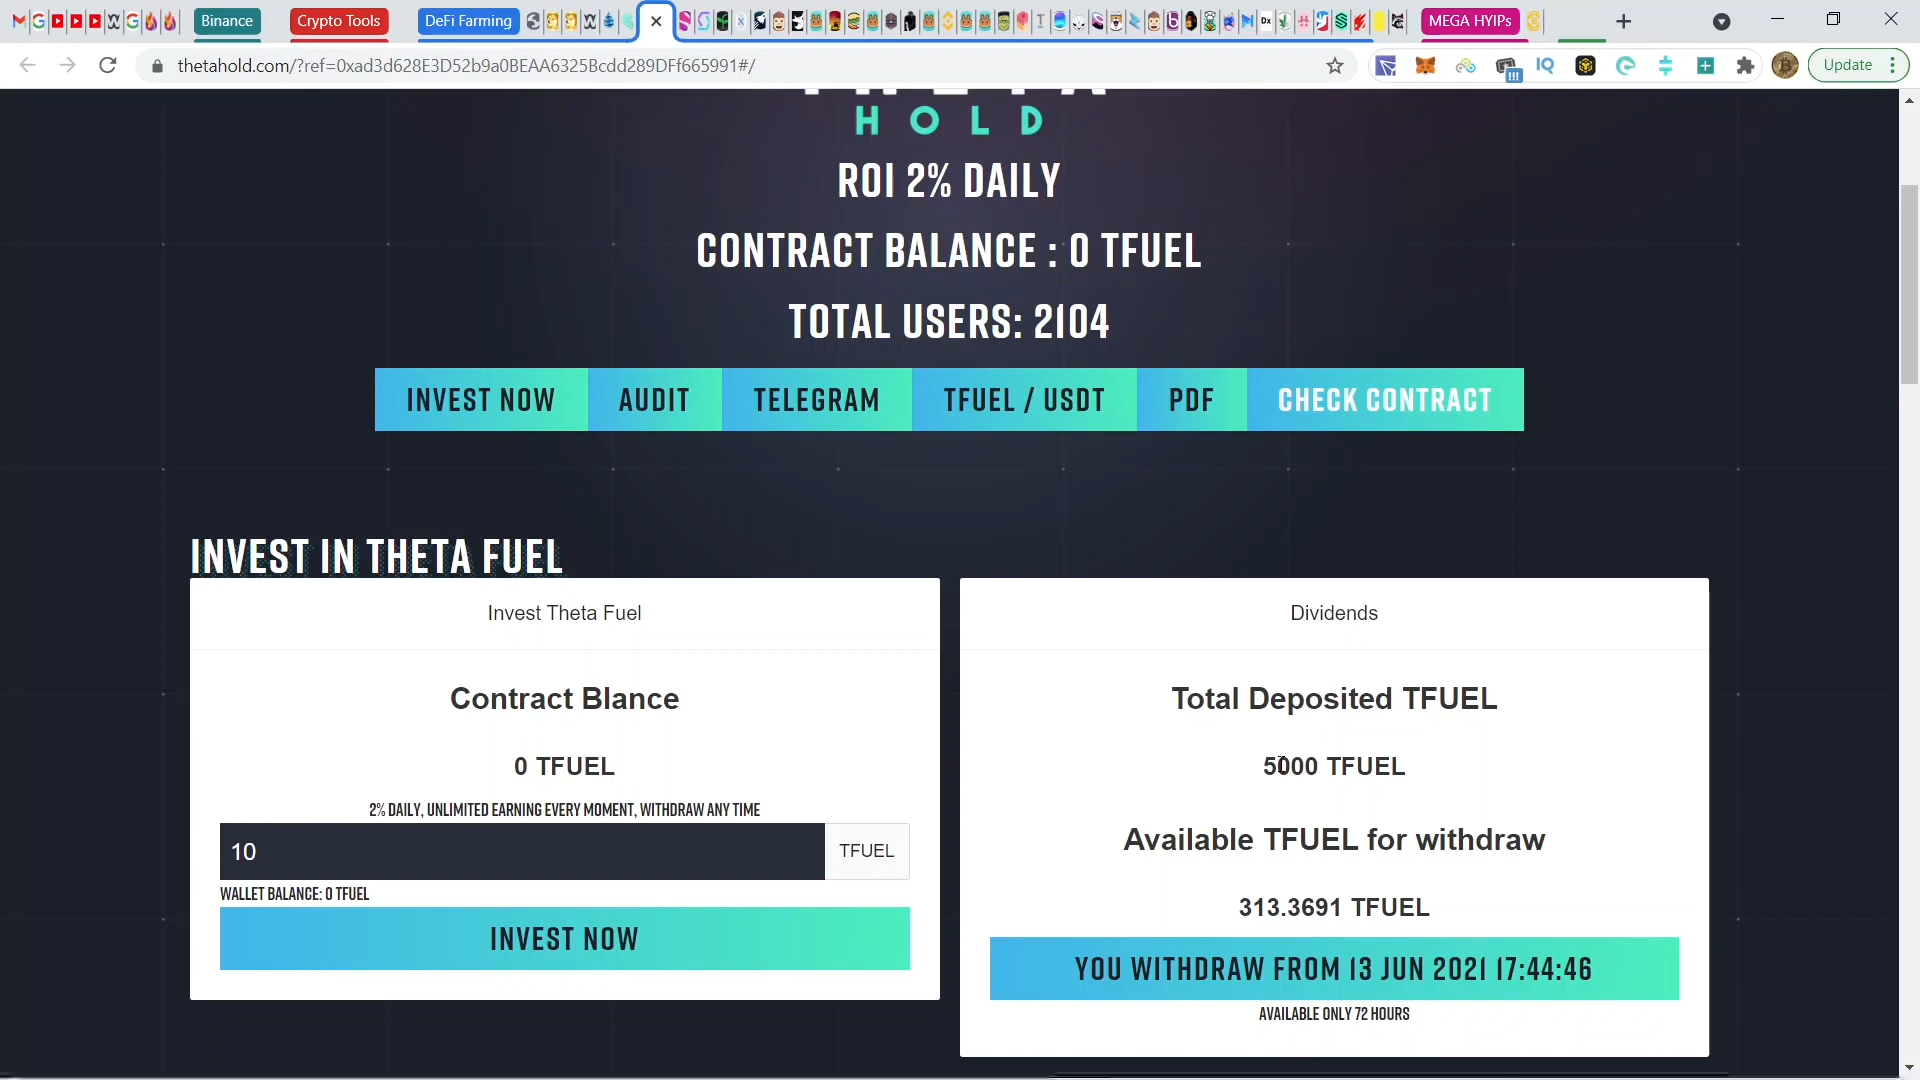 Binance
Crypto Tools
DeFi Farming
MEGA HYIPs
thetahold.com/?ref=0xad3d628E3D52b9a0BEAA6325Bcdd289DFf665991#/
Update
HOLD
ROI 2% DAILY
CONTRACT BALANCE : 0 TFUEL
TOTAL USERS: 2104
INVEST NOW
AUDIT
TELEGRAM
TFUEL / USDT
PDF
CHECK CONTRACT
INVEST IN THETA FUEL
Invest Theta Fuel
Contract Blance
0 TFUEL
2% DAILY, UNLIMITED EARNING EVERY MOMENT, WITHDRAW ANY TIME
10
TFUEL
WALLET BALANCE: 0 TFUEL
INVEST NOW
Dividends
Total Deposited TFUEL
5000 TFUEL
Available TFUEL for withdraw
313.3691 TFUEL
YOU WITHDRAW FROM 13 JUN 2021 17:44:46
AVAILABLE ONLY 72 HOURS